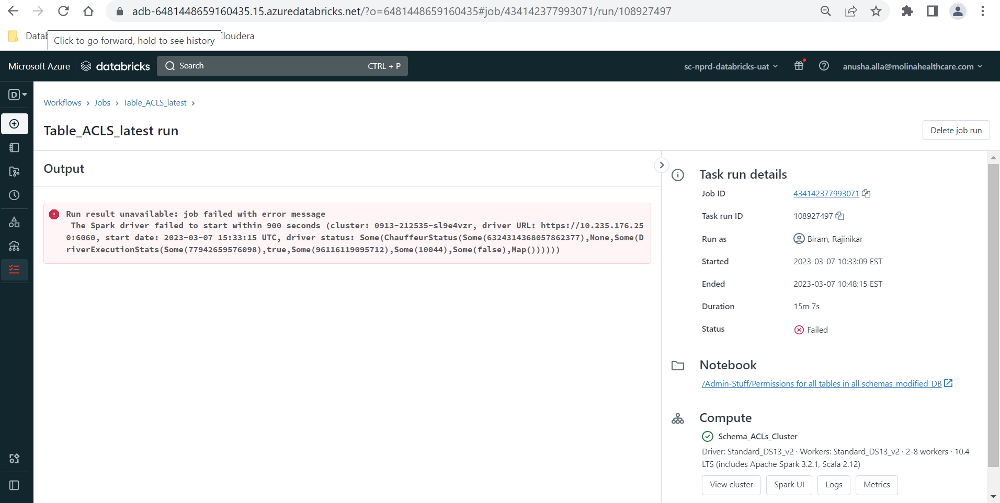 adb-6481448659160435.15.azuredatabricks.net/?o=6481448659160435#job/434142377993071/run/108927497
Click to go forward, hold to see history
Cloudera
Microsoft Azure
databricks
Search
CTRL + P
sc-nprd-databricks-uat
anusha.alla@molinahealthcare.com
D
Workflows › Jobs › Table_ACLS_latest ›
Table_ACLS_latest run
Delete job run
Output
Run result unavailable: job failed with error message
The Spark driver failed to start within 900 seconds (cluster: 0913-212535-sl9e4vzr, driver URL: https://10.235.176.25
0:6060, start date: 2023-03-07 15:33:15 UTC, driver status: Some(ChauffeurStatus(Some(6324314368057862377),None,Some(D
riverExecutionStats(Some(77942659576098),true,Some(96116119095712),Some(10044),Some(false),Map())))))
Task run details
Job ID
434142377993071
Task run ID
108927497
Run as
Biram, Rajinikar
Started
2023-03-07 10:33:09 EST
Ended
2023-03-07 10:48:15 EST
Duration
15m 7s
Status
Failed
Notebook
/Admin-Stuff/Permissions for all tables in all schemas_modified_DB
Compute
Schema_ACLs_Cluster
Driver: Standard_DS13_v2 · Workers: Standard_DS13_v2 · 2-8 workers · 10.4
LTS (includes Apache Spark 3.2.1, Scala 2.12)
View cluster
Spark UI
Logs
Metrics